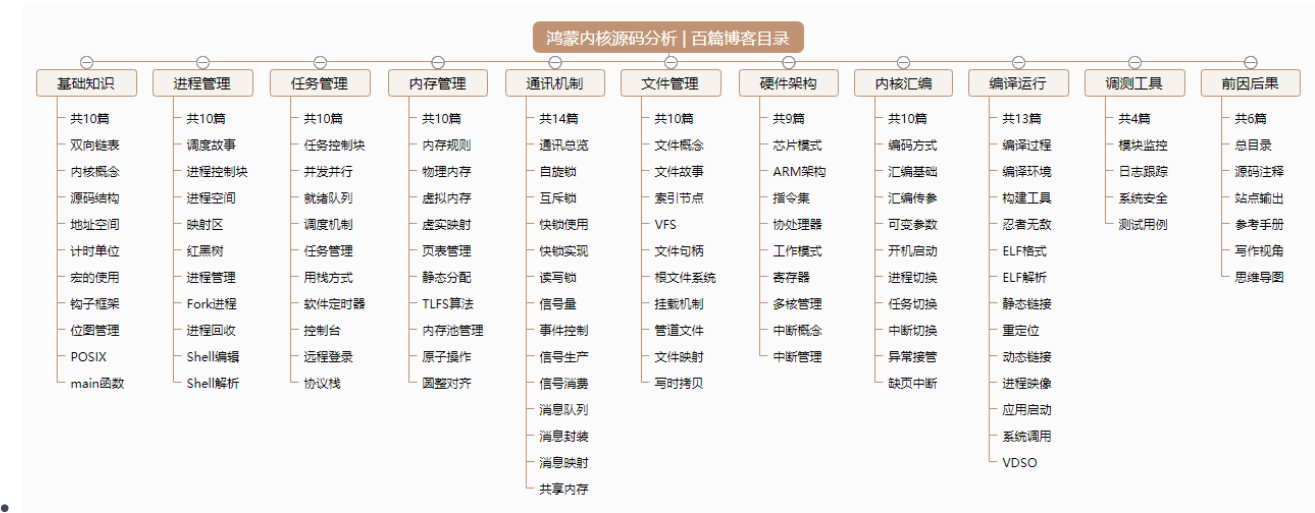 鸿蒙内核源码分析 | 百篇博客目录
基础知识
共10篇
双向链表
内核概念
源码结构
地址空间
计时单位
宏的使用
钩子框架
位图管理
POSIX
main函数
进程管理
共10篇
调度故事
进程控制块
进程空间
映射区
红黑树
进程管理
Fork进程
进程回收
Shell编辑
Shell解析
任务管理
共10篇
任务控制块
并发并行
就绪队列
调度机制
任务管理
用栈方式
软件定时器
控制台
远程登录
协议栈
内存管理
共10篇
内存规则
物理内存
虚拟内存
虚实映射
页表管理
静态分配
TLFS算法
内存池管理
原子操作
圆整对齐
通讯机制
共14篇
通讯总览
自旋锁
互斥锁
快锁使用
快锁实现
读写锁
信号量
事件控制
信号生产
信号消费
消息队列
消息封装
消息映射
共享内存
文件管理
共10篇
文件概念
文件故事
索引节点
VFS
文件句柄
根文件系统
挂载机制
管道文件
文件映射
写时拷贝
硬件架构
共9篇
芯片模式
ARM架构
指令集
协处理器
工作模式
寄存器
多核管理
中断概念
中断管理
内核汇编
共10篇
编码方式
汇编基础
汇编传参
可变参数
开机启动
进程切换
任务切换
中断切换
异常接管
缺页中断
编译运行
共13篇
编译过程
编译环境
构建工具
忍者无敌
ELF格式
ELF解析
静态链接
重定位
动态链接
进程映像
应用启动
系统调用
VDSO
调测工具
共4篇
模块监控
日志跟踪
系统安全
测试用例
前因后果
共6篇
总目录
源码注释
站点输出
参考手册
写作视角
思维导图